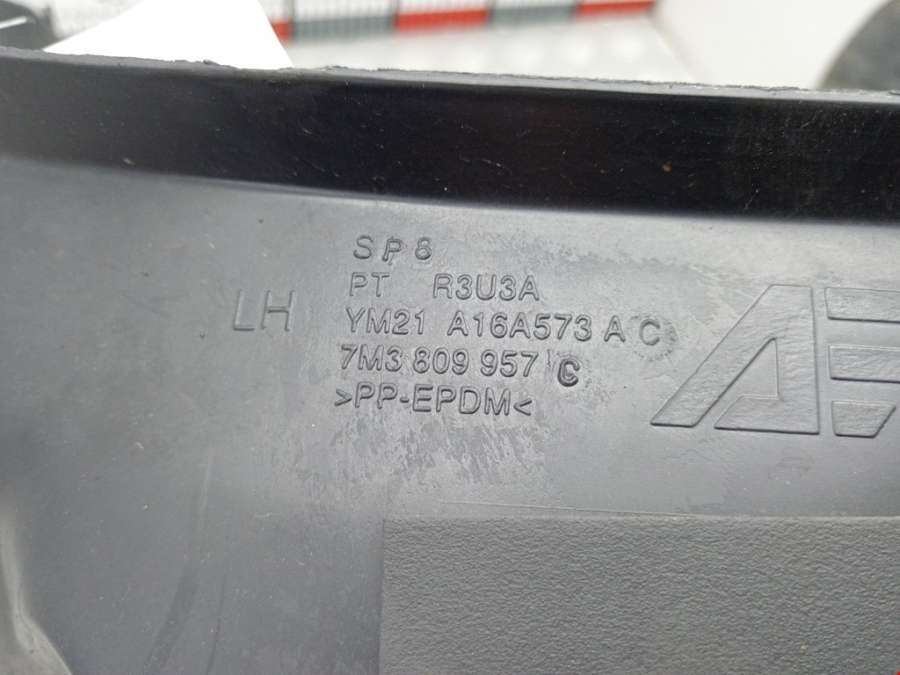 SP8
PT R3U3A
LH
YM21 A16A573 AC
7M3 809 957 C
>PP-EPDM<